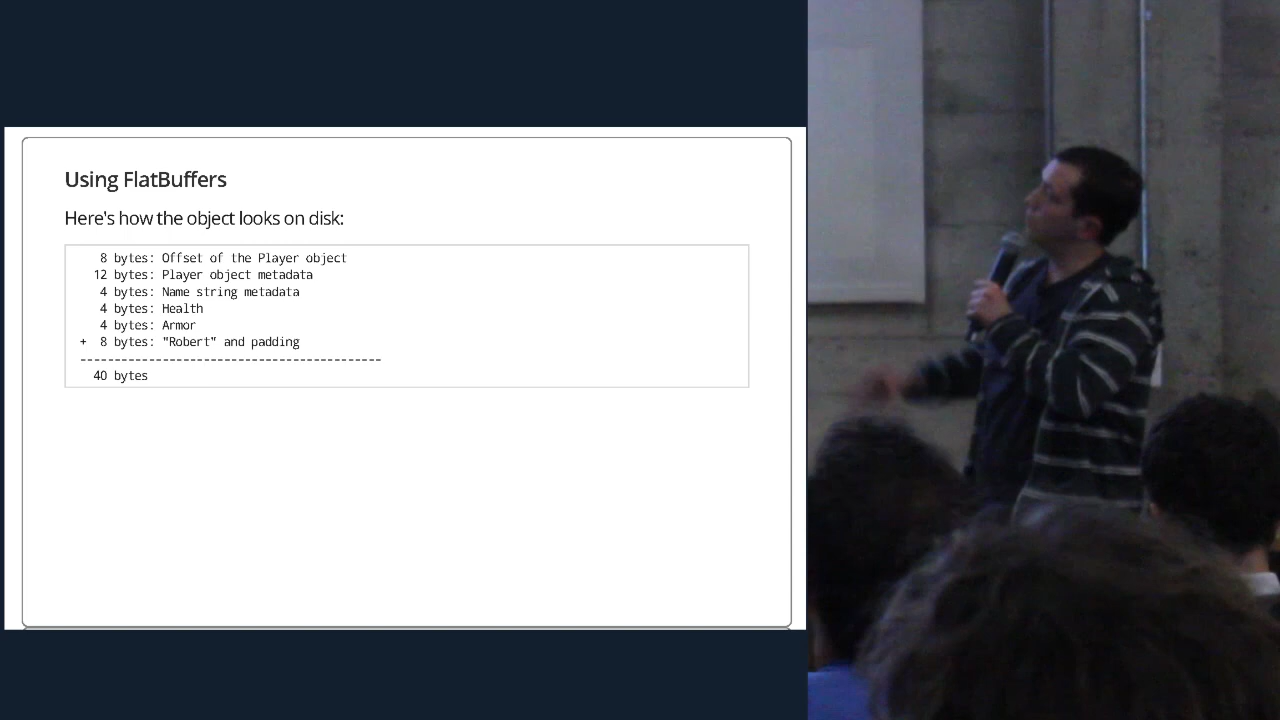 Using FlatBuffers
Here's how the object looks on disk:
8 bytes: Offset of the Player object
12 bytes: Player object metadata
4 bytes: Name string metadata
4 bytes: Health
4 bytes: Armor
+ 8 bytes: "Robert" and padding
--------------------------------------------
40 bytes